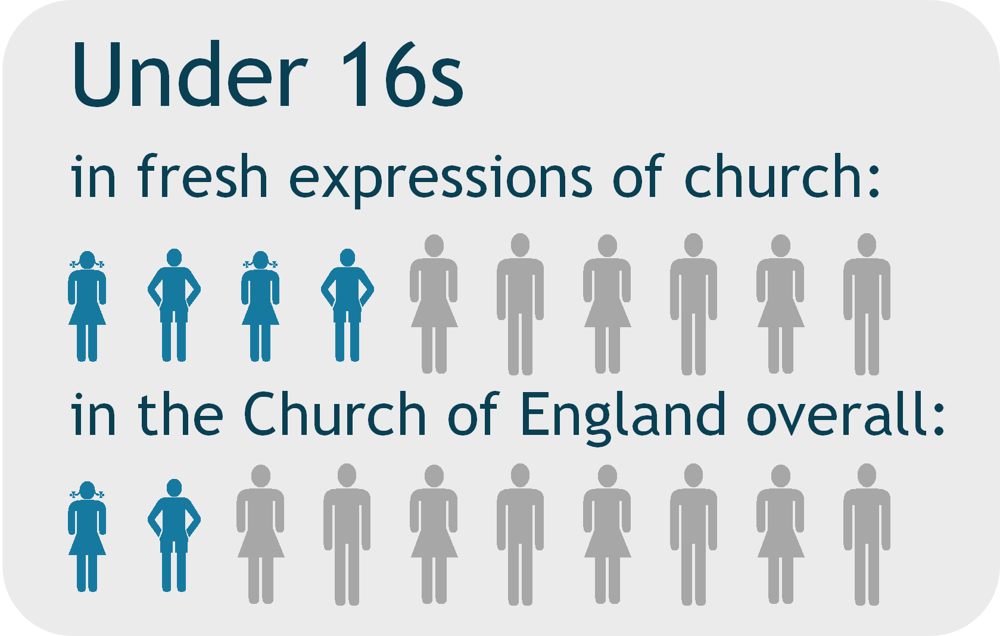 Under 16s
in fresh expressions of church:
in the Church of England overall: